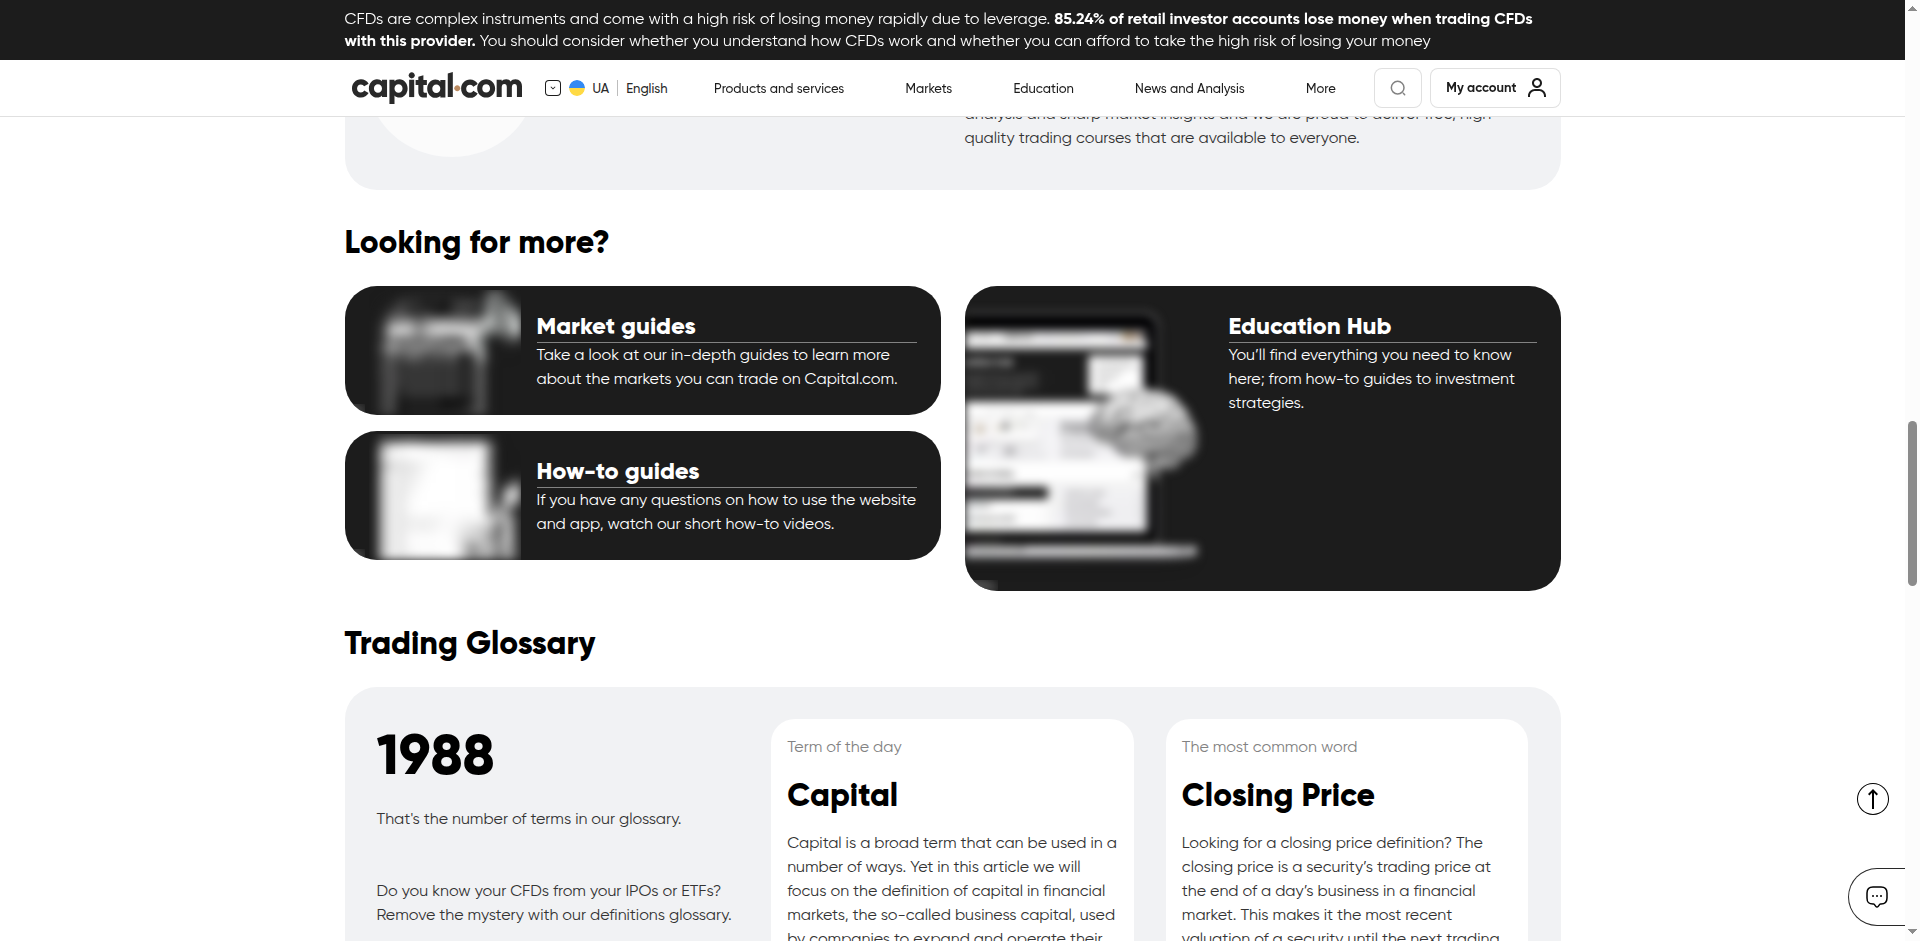 CFDs are complex instruments and come with a high risk of losing money rapidly due to leverage. 85.24% of retail investor accounts lose money when trading CFDs
with this provider. You should consider whether you understand how CFDs work and whether you can afford to take the high risk of losing your money
capital.com
UA
English
Products and services
Markets
Education
News and Analysis
More
My account
analysis and sharp market insights and we are proud to deliver free, high-
quality trading courses that are available to everyone.
Looking for more?
Market guides
Take a look at our in-depth guides to learn more
about the markets you can trade on Capital.com.
How-to guides
If you have any questions on how to use the website
and app, watch our short how-to videos.
Education Hub
You’ll find everything you need to know
here; from how-to guides to investment
strategies.
Trading Glossary
1988
That's the number of terms in our glossary.
Do you know your CFDs from your IPOs or ETFs?
Remove the mystery with our definitions glossary.
Term of the day
Capital
Capital is a broad term that can be used in a
number of ways. Yet in this article we will
focus on the definition of capital in financial
markets, the so-called business capital, used
by companies to expand and operate their
The most common word
Closing Price
Looking for a closing price definition? The
closing price is a security’s trading price at
the end of a day’s business in a financial
market. This makes it the most recent
valuation of a security until the next trading